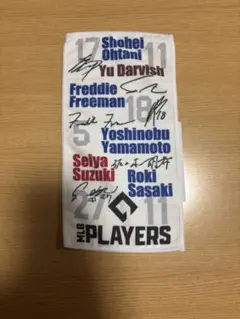 17 Shohei 11
Ohtani
Yu Darvish
Freddie
Freeman 18
5 Yoshinobu
Yamamoto
Seiya
Suzuki Roki
Sasaki
27 11
MLB PLAYERS